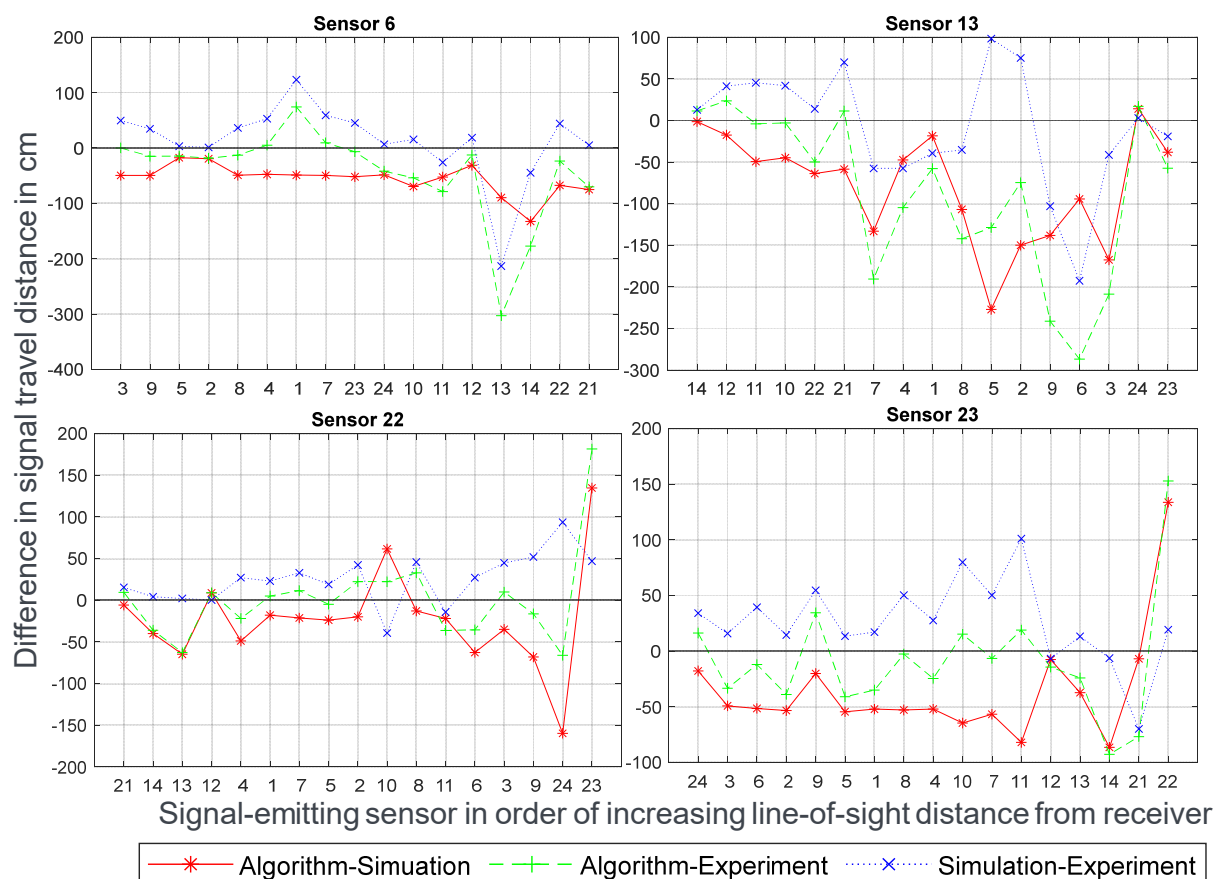 Sensor 6
Sensor 13
200
100
0
-100
-200
-300
-400
100
50
0
-50
-100
-150
-200
-250
-300
3 9 5 2 8 4 1 7 23 24 10 11 12 13 14 22 21
14 12 11 10 22 21 7 4 1 8 5 2 9 6 3 24 23
Sensor 22
Sensor 23
200
150
100
50
0
-50
-100
-150
-200
200
150
100
50
0
-50
-100
21 14 13 12 4 1 7 5 2 10 8 11 6 3 9 24 23
24 3 6 2 9 5 1 8 4 10 7 11 12 13 14 21 22
Difference in signal travel distance in cm
Signal-emitting sensor in order of increasing line-of-sight distance from receiver
Algorithm-Simuation Algorithm-Experiment Simulation-Experiment